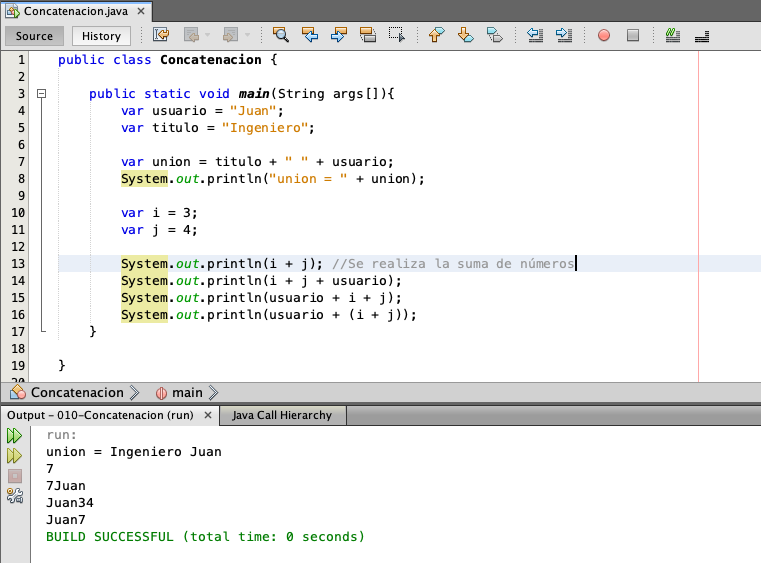 Concatenacion.java ×
Source History
1 public class Concatenacion {
2
3 public static void main(String args[]){
4 var usuario = "Juan";
5 var titulo = "Ingeniero";
6
7 var union = titulo + " " + usuario;
8 System.out.println("union = " + union);
9
10 var i = 3;
11 var j = 4;
12
13 System.out.println(i + j); //Se realiza la suma de números
14 System.out.println(i + j + usuario);
15 System.out.println(usuario + i + j);
16 System.out.println(usuario + (i + j));
17 }
18
19 }
20
Concatenacion main
Output - 010-Concatenacion (run) × Java Call Hierarchy
run:
union = Ingeniero Juan
7
7Juan
Juan34
Juan7
BUILD SUCCESSFUL (total time: 0 seconds)